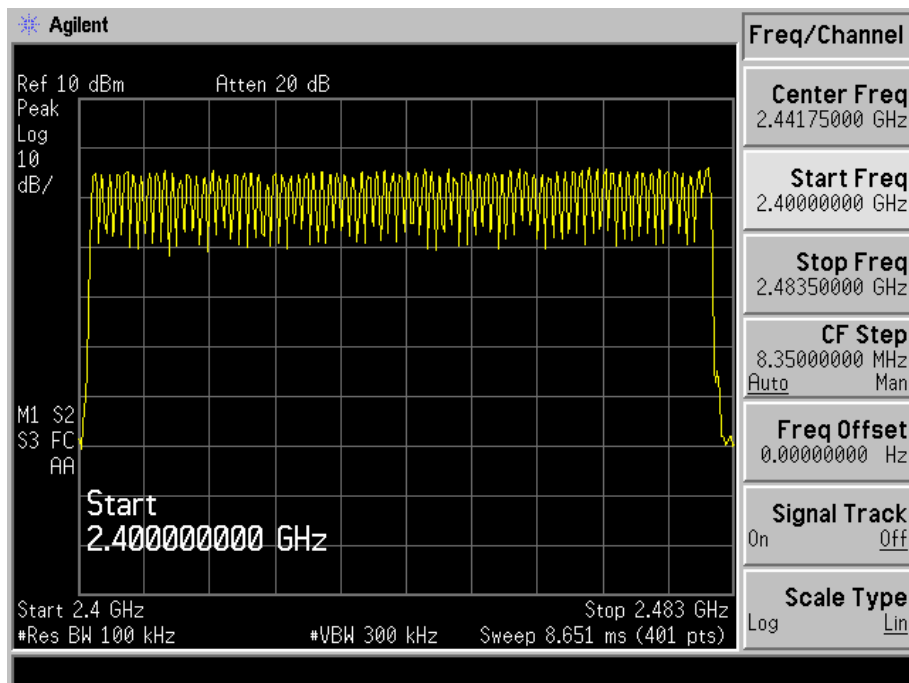 Agilent
Freq/Channel
Ref 10 dBm Atten 20 dB
Peak
Log
10
dB/
M1 S2
S3 FC
AA
Start
2.400000000 GHz
Start 2.4 GHz Stop 2.483 GHz
#Res BW 100 kHz #VBW 300 kHz Sweep 8.651 ms (401 pts)
Center Freq
2.44175000 GHz
Start Freq
2.40000000 GHz
Stop Freq
2.48350000 GHz
CF Step
8.35000000 MHz
Auto Man
Freq Offset
0.00000000 Hz
Signal Track
On Off
Scale Type
Log Lin